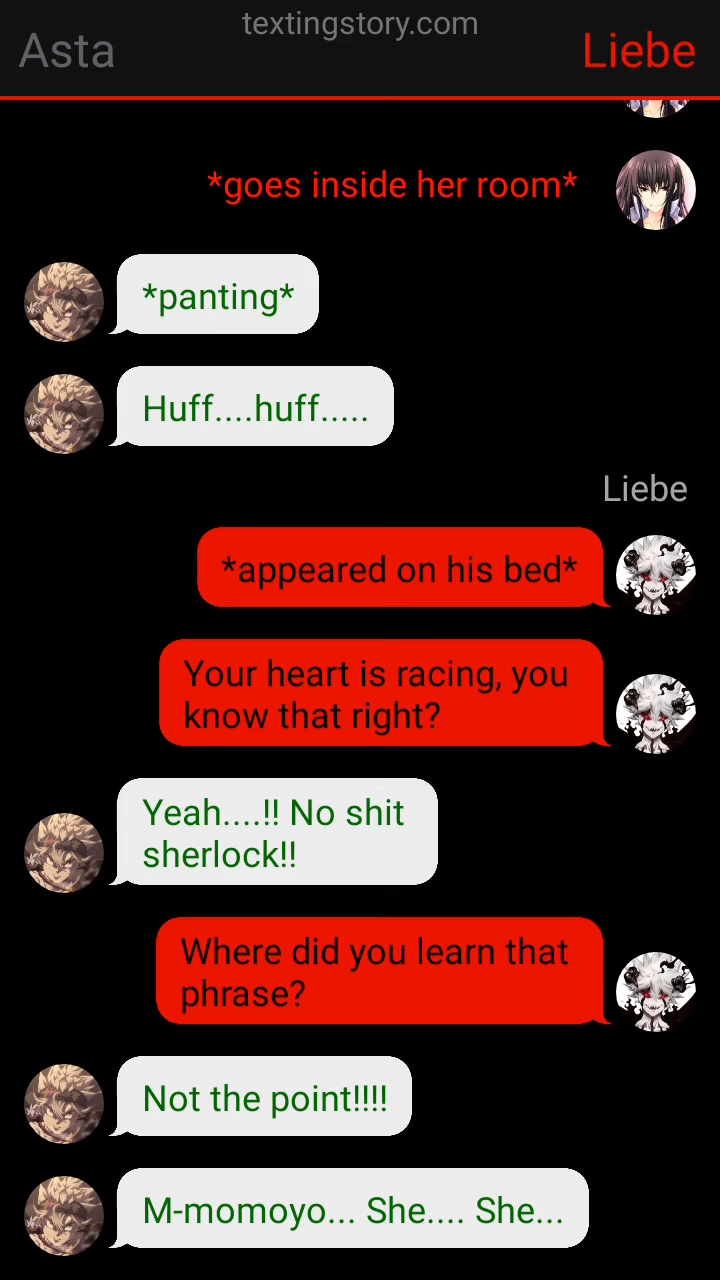 textingstory.com
Asta
Liebe
*goes inside her room*
*panting*
Huff....huff.....
Liebe
*appeared on his bed*
Your heart is racing, you
know that right?
Yeah....!! No shit
sherlock!!
Where did you learn that
phrase?
Not the point!!!!
M-momoyo... She.... She...